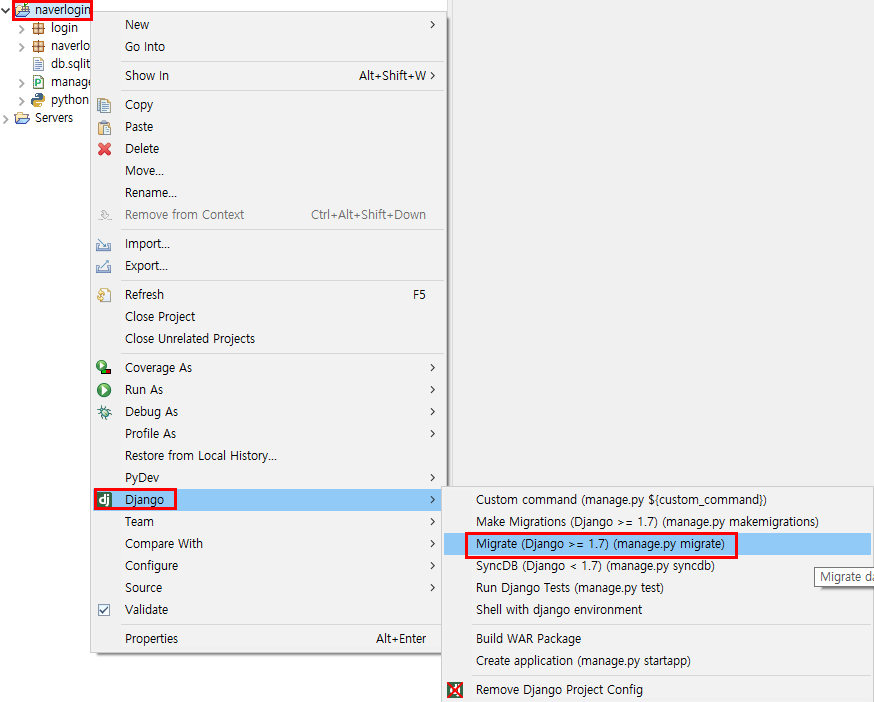 naverlogin
login
naverlo
db.sqlit
manage
python
Servers
New
Go Into
Show In Alt+Shift+W
Copy
Paste
Delete
Move...
Rename...
Remove from Context Ctrl+Alt+Shift+Down
Import...
Export...
Refresh F5
Close Project
Close Unrelated Projects
Coverage As
Run As
Debug As
Profile As
Restore from Local History...
PyDev
dj Django
Team
Compare With
Configure
Source
Validate
Properties Alt+Enter
Custom command (manage.py ${custom_command})
Make Migrations (Django >= 1.7) (manage.py makemigrations)
Migrate (Django >= 1.7) (manage.py migrate)
SyncDB (Django < 1.7) (manage.py syncdb)
Run Django Tests (manage.py test)
Shell with django environment
Build WAR Package
Create application (manage.py startapp)
Remove Django Project Config
Migrate da